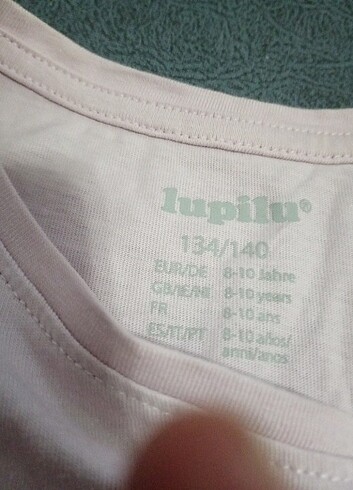 lupilu®
134/140
EUR/DE 8-10 Jahre
GB/IE/NI 8-10 years
FR 8-10 ans
ES/IT/PT 8-10 años/
anni/anos